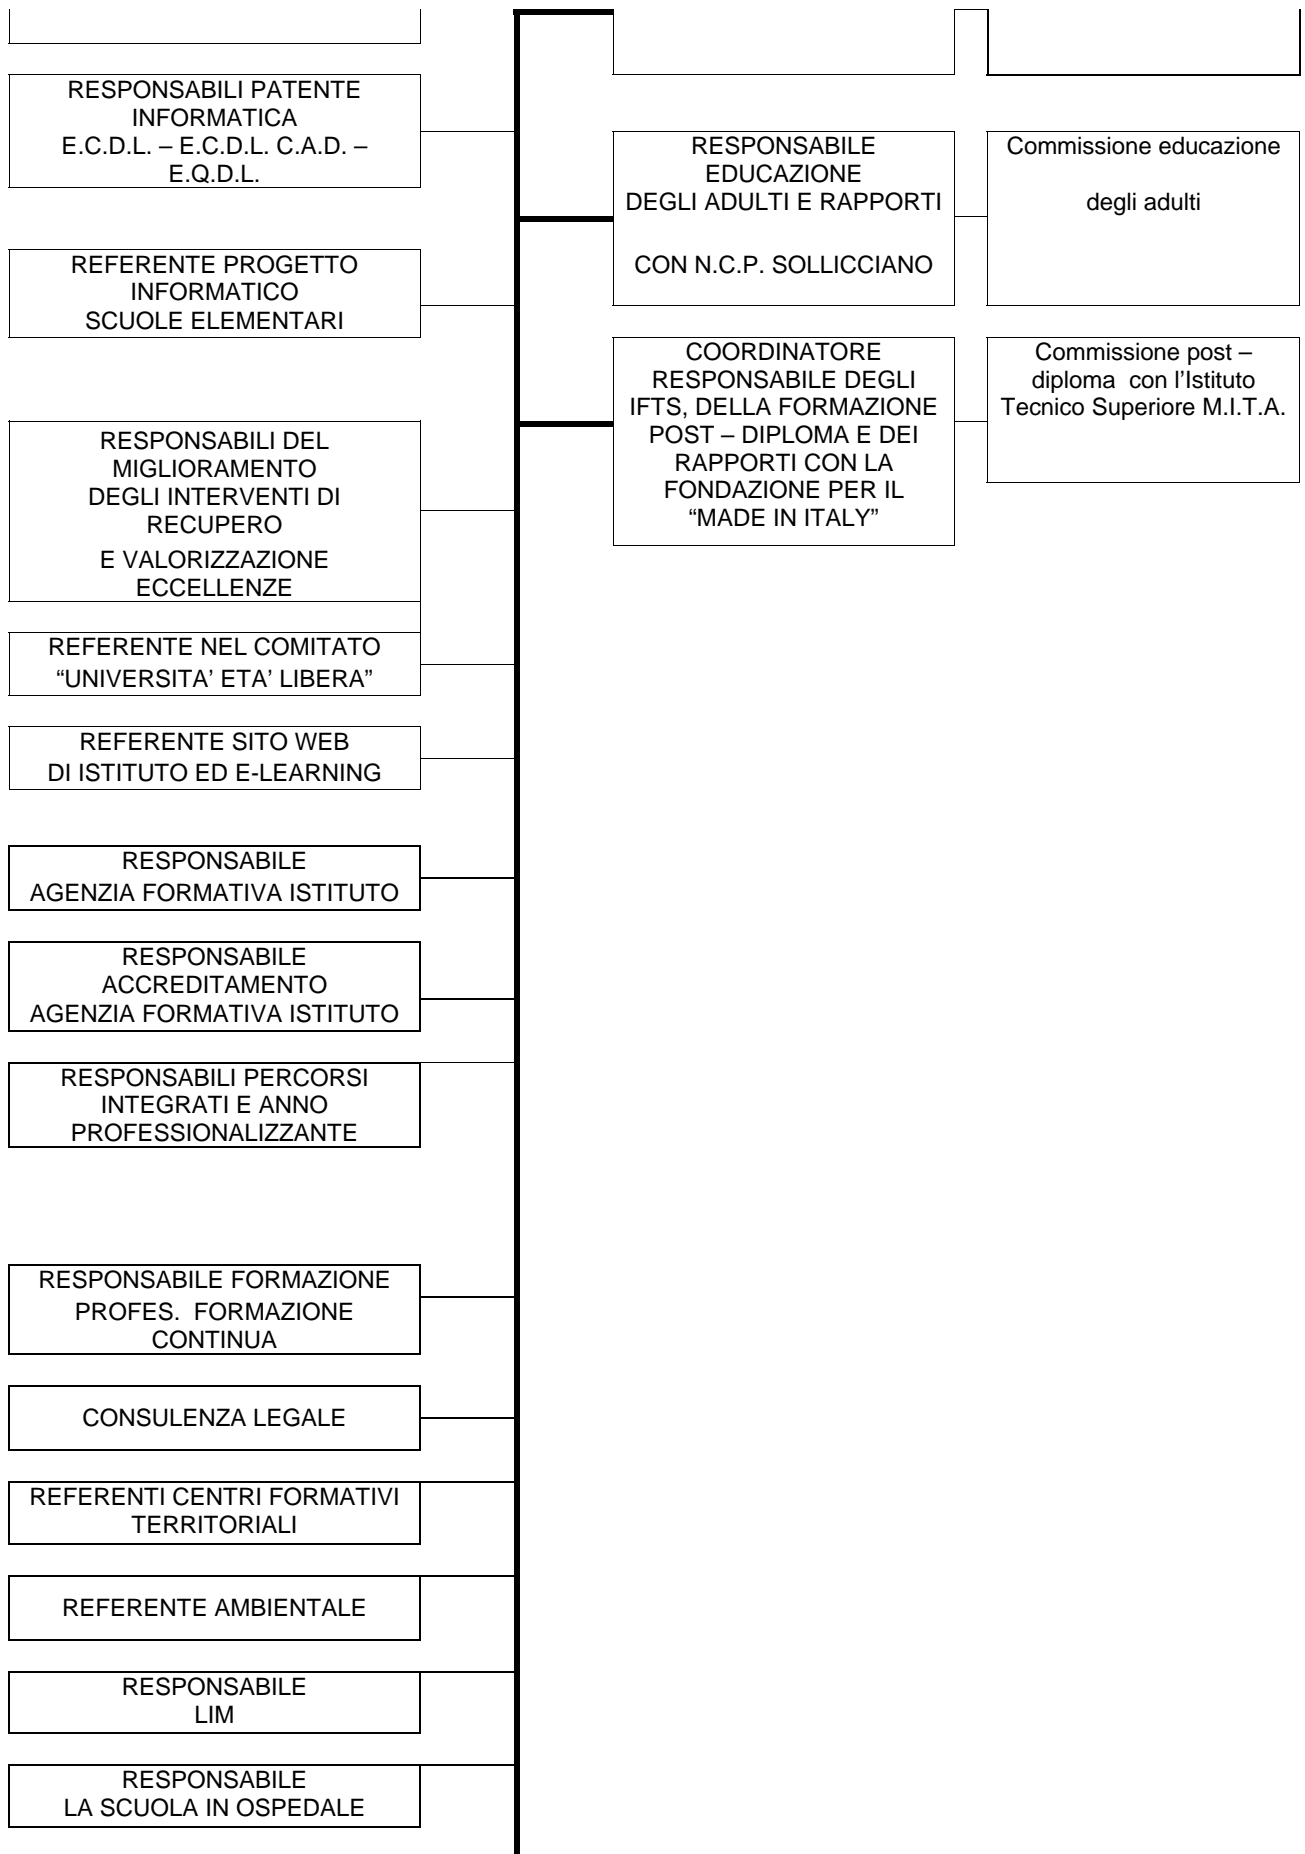 RESPONSABILI PATENTE
INFORMATICA
E.C.D.L. – E.C.D.L. C.A.D. –
E.Q.D.L.
REFERENTE PROGETTO
INFORMATICO
SCUOLE ELEMENTARI
RESPONSABILI DEL
MIGLIORAMENTO
DEGLI INTERVENTI DI
RECUPERO
E VALORIZZAZIONE
ECCELLENZE
REFERENTE NEL COMITATO
“UNIVERSITA’ ETA’ LIBERA”
REFERENTE SITO WEB
DI ISTITUTO ED E-LEARNING
RESPONSABILE
AGENZIA FORMATIVA ISTITUTO
RESPONSABILE
ACCREDITAMENTO
AGENZIA FORMATIVA ISTITUTO
RESPONSABILI PERCORSI
INTEGRATI E ANNO
PROFESSIONALIZZANTE
RESPONSABILE FORMAZIONE
PROFES.  FORMAZIONE
CONTINUA
CONSULENZA LEGALE
REFERENTI CENTRI FORMATIVI
TERRITORIALI
REFERENTE AMBIENTALE
RESPONSABILE
LIM
RESPONSABILE
LA SCUOLA IN OSPEDALE
RESPONSABILE
EDUCAZIONE
DEGLI ADULTI E RAPPORTI
CON N.C.P. SOLLICCIANO
Commissione educazione
degli adulti
COORDINATORE
RESPONSABILE DEGLI
IFTS, DELLA FORMAZIONE
POST – DIPLOMA E DEI
RAPPORTI CON LA
FONDAZIONE PER IL
“MADE IN ITALY”
Commissione post –
diploma  con l’Istituto
Tecnico Superiore M.I.T.A.